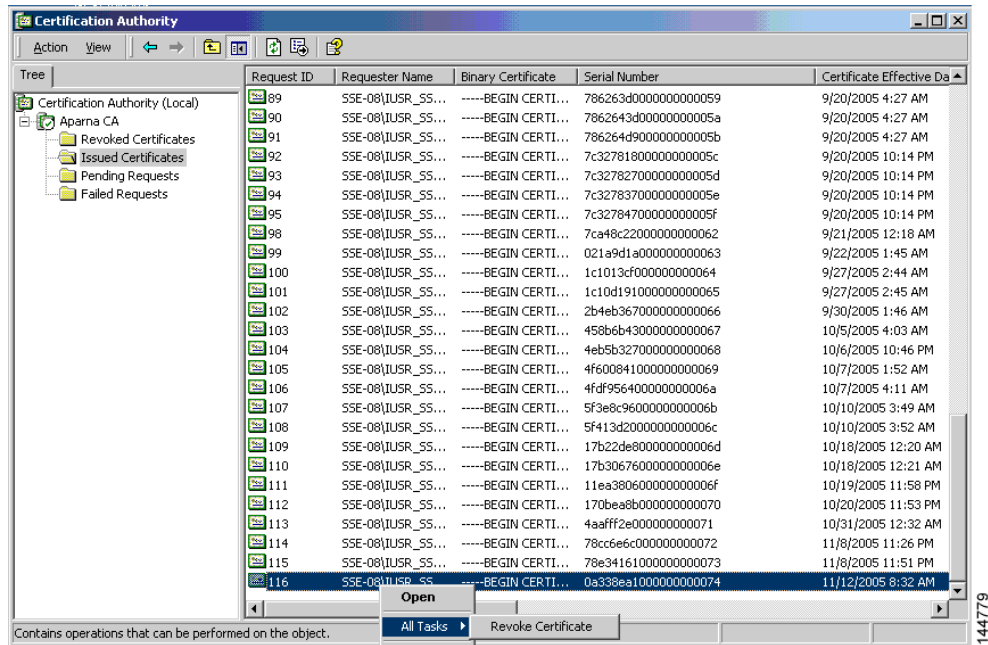 Certification Authority
Action View
Tree
Request ID Requester Name Binary Certificate Serial Number Certificate Effective Da
Certification Authority (Local)
Aparna CA
Revoked Certificates
Issued Certificates
Pending Requests
Failed Requests
89 SSE-08\IUSR_SS... -----BEGIN CERTI... 786263d0000000000059 9/20/2005 4:27 AM
90 SSE-08\IUSR_SS... -----BEGIN CERTI... 7862643d00000000005a 9/20/2005 4:27 AM
91 SSE-08\IUSR_SS... -----BEGIN CERTI... 786264d900000000005b 9/20/2005 4:27 AM
92 SSE-08\IUSR_SS... -----BEGIN CERTI... 7c32781800000000005c 9/20/2005 10:14 PM
93 SSE-08\IUSR_SS... -----BEGIN CERTI... 7c32782700000000005d 9/20/2005 10:14 PM
94 SSE-08\IUSR_SS... -----BEGIN CERTI... 7c32783700000000005e 9/20/2005 10:14 PM
95 SSE-08\IUSR_SS... -----BEGIN CERTI... 7c32784700000000005f 9/20/2005 10:14 PM
98 SSE-08\IUSR_SS... -----BEGIN CERTI... 7ca48c22000000000062 9/21/2005 12:18 AM
99 SSE-08\IUSR_SS... -----BEGIN CERTI... 021a9d1a000000000063 9/22/2005 1:45 AM
100 SSE-08\IUSR_SS... -----BEGIN CERTI... 1c1013cf000000000064 9/27/2005 2:44 AM
101 SSE-08\IUSR_SS... -----BEGIN CERTI... 1c10d191000000000065 9/27/2005 2:45 AM
102 SSE-08\IUSR_SS... -----BEGIN CERTI... 2b4eb367000000000066 9/30/2005 1:46 AM
103 SSE-08\IUSR_SS... -----BEGIN CERTI... 458b6b43000000000067 10/5/2005 4:03 AM
104 SSE-08\IUSR_SS... -----BEGIN CERTI... 4eb5b327000000000068 10/6/2005 10:46 PM
105 SSE-08\IUSR_SS... -----BEGIN CERTI... 4f600841000000000069 10/7/2005 1:52 AM
106 SSE-08\IUSR_SS... -----BEGIN CERTI... 4fdf956400000000006a 10/7/2005 4:11 AM
107 SSE-08\IUSR_SS... -----BEGIN CERTI... 5f3e8c9600000000006b 10/10/2005 3:49 AM
108 SSE-08\IUSR_SS... -----BEGIN CERTI... 5f413d2000000000006c 10/10/2005 3:52 AM
109 SSE-08\IUSR_SS... -----BEGIN CERTI... 17b22de800000000006d 10/18/2005 12:20 AM
110 SSE-08\IUSR_SS... -----BEGIN CERTI... 17b3067600000000006e 10/18/2005 12:21 AM
111 SSE-08\IUSR_SS... -----BEGIN CERTI... 11ea380600000000006f 10/19/2005 11:58 PM
112 SSE-08\IUSR_SS... -----BEGIN CERTI... 170bea8b000000000070 10/20/2005 11:53 PM
113 SSE-08\IUSR_SS... -----BEGIN CERTI... 4aafff2e000000000071 10/31/2005 12:32 AM
114 SSE-08\IUSR_SS... -----BEGIN CERTI... 78cc6e6c000000000072 11/8/2005 11:26 PM
115 SSE-08\IUSR_SS... -----BEGIN CERTI... 78e34161000000000073 11/8/2005 11:51 PM
116 SSE-08\IUSR_SS... -----BEGIN CERTI... 0a338ea1000000000074 11/12/2005 8:32 AM
Open
All Tasks Revoke Certificate
Contains operations that can be performed on the object.
144779